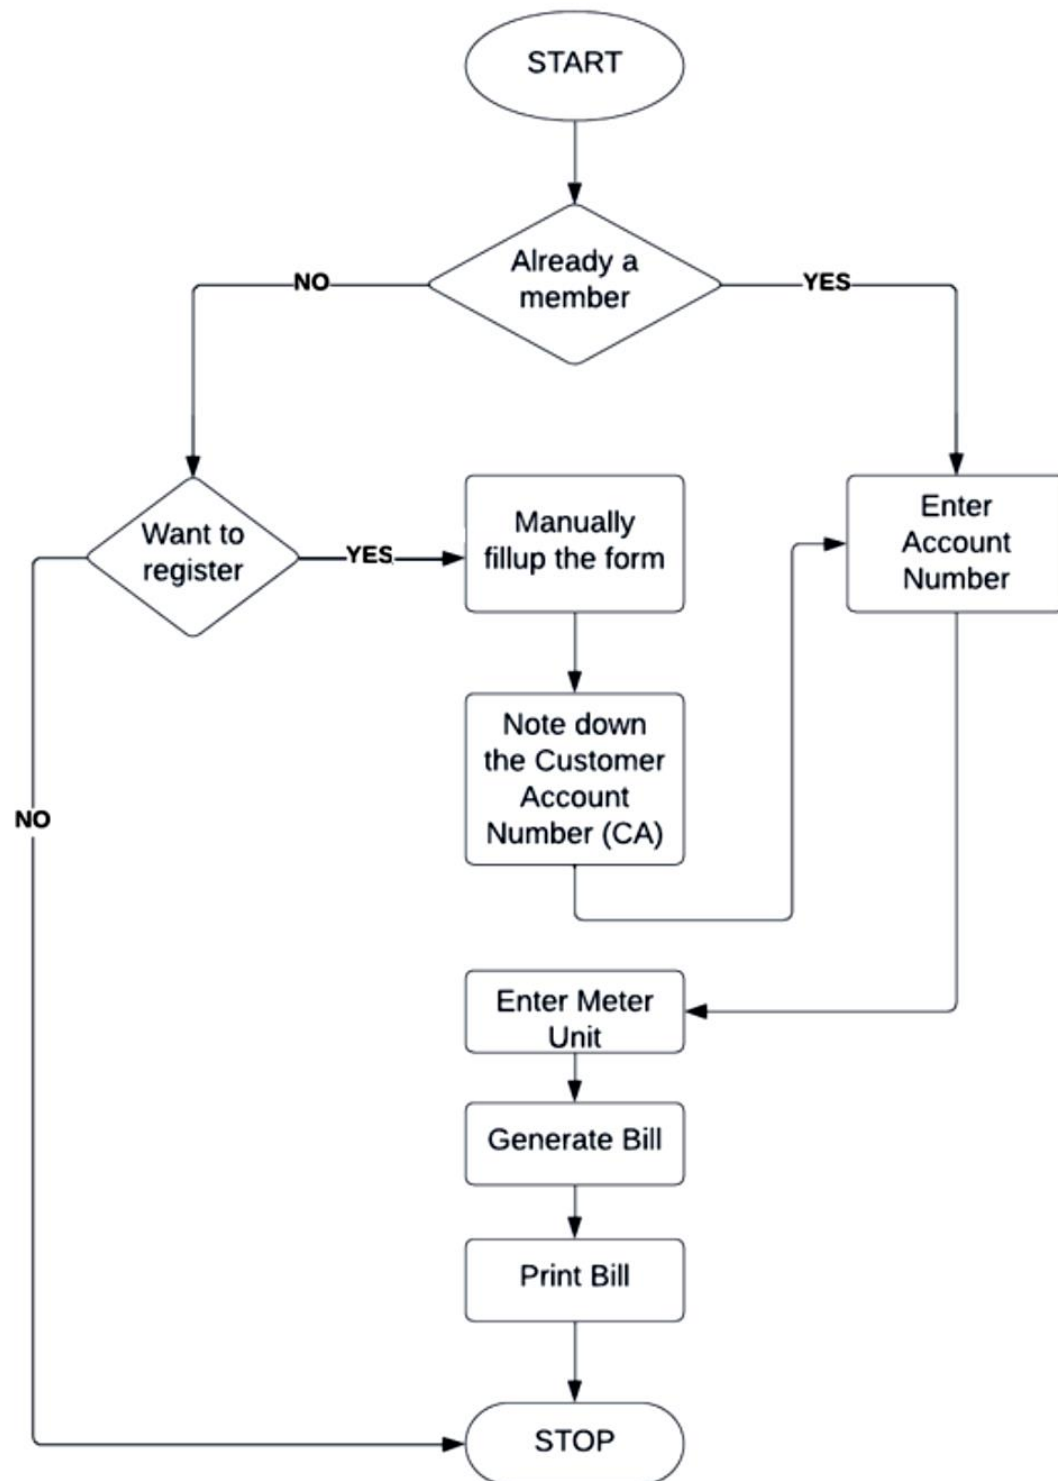 START
Already a
member
NO
YES
Want to
register
YES
Manually
fillup the form
Enter
Account
Number
Note down
the Customer
Account
Number (CA)
NO
Enter Meter
Unit
Generate Bill
Print Bill
STOP